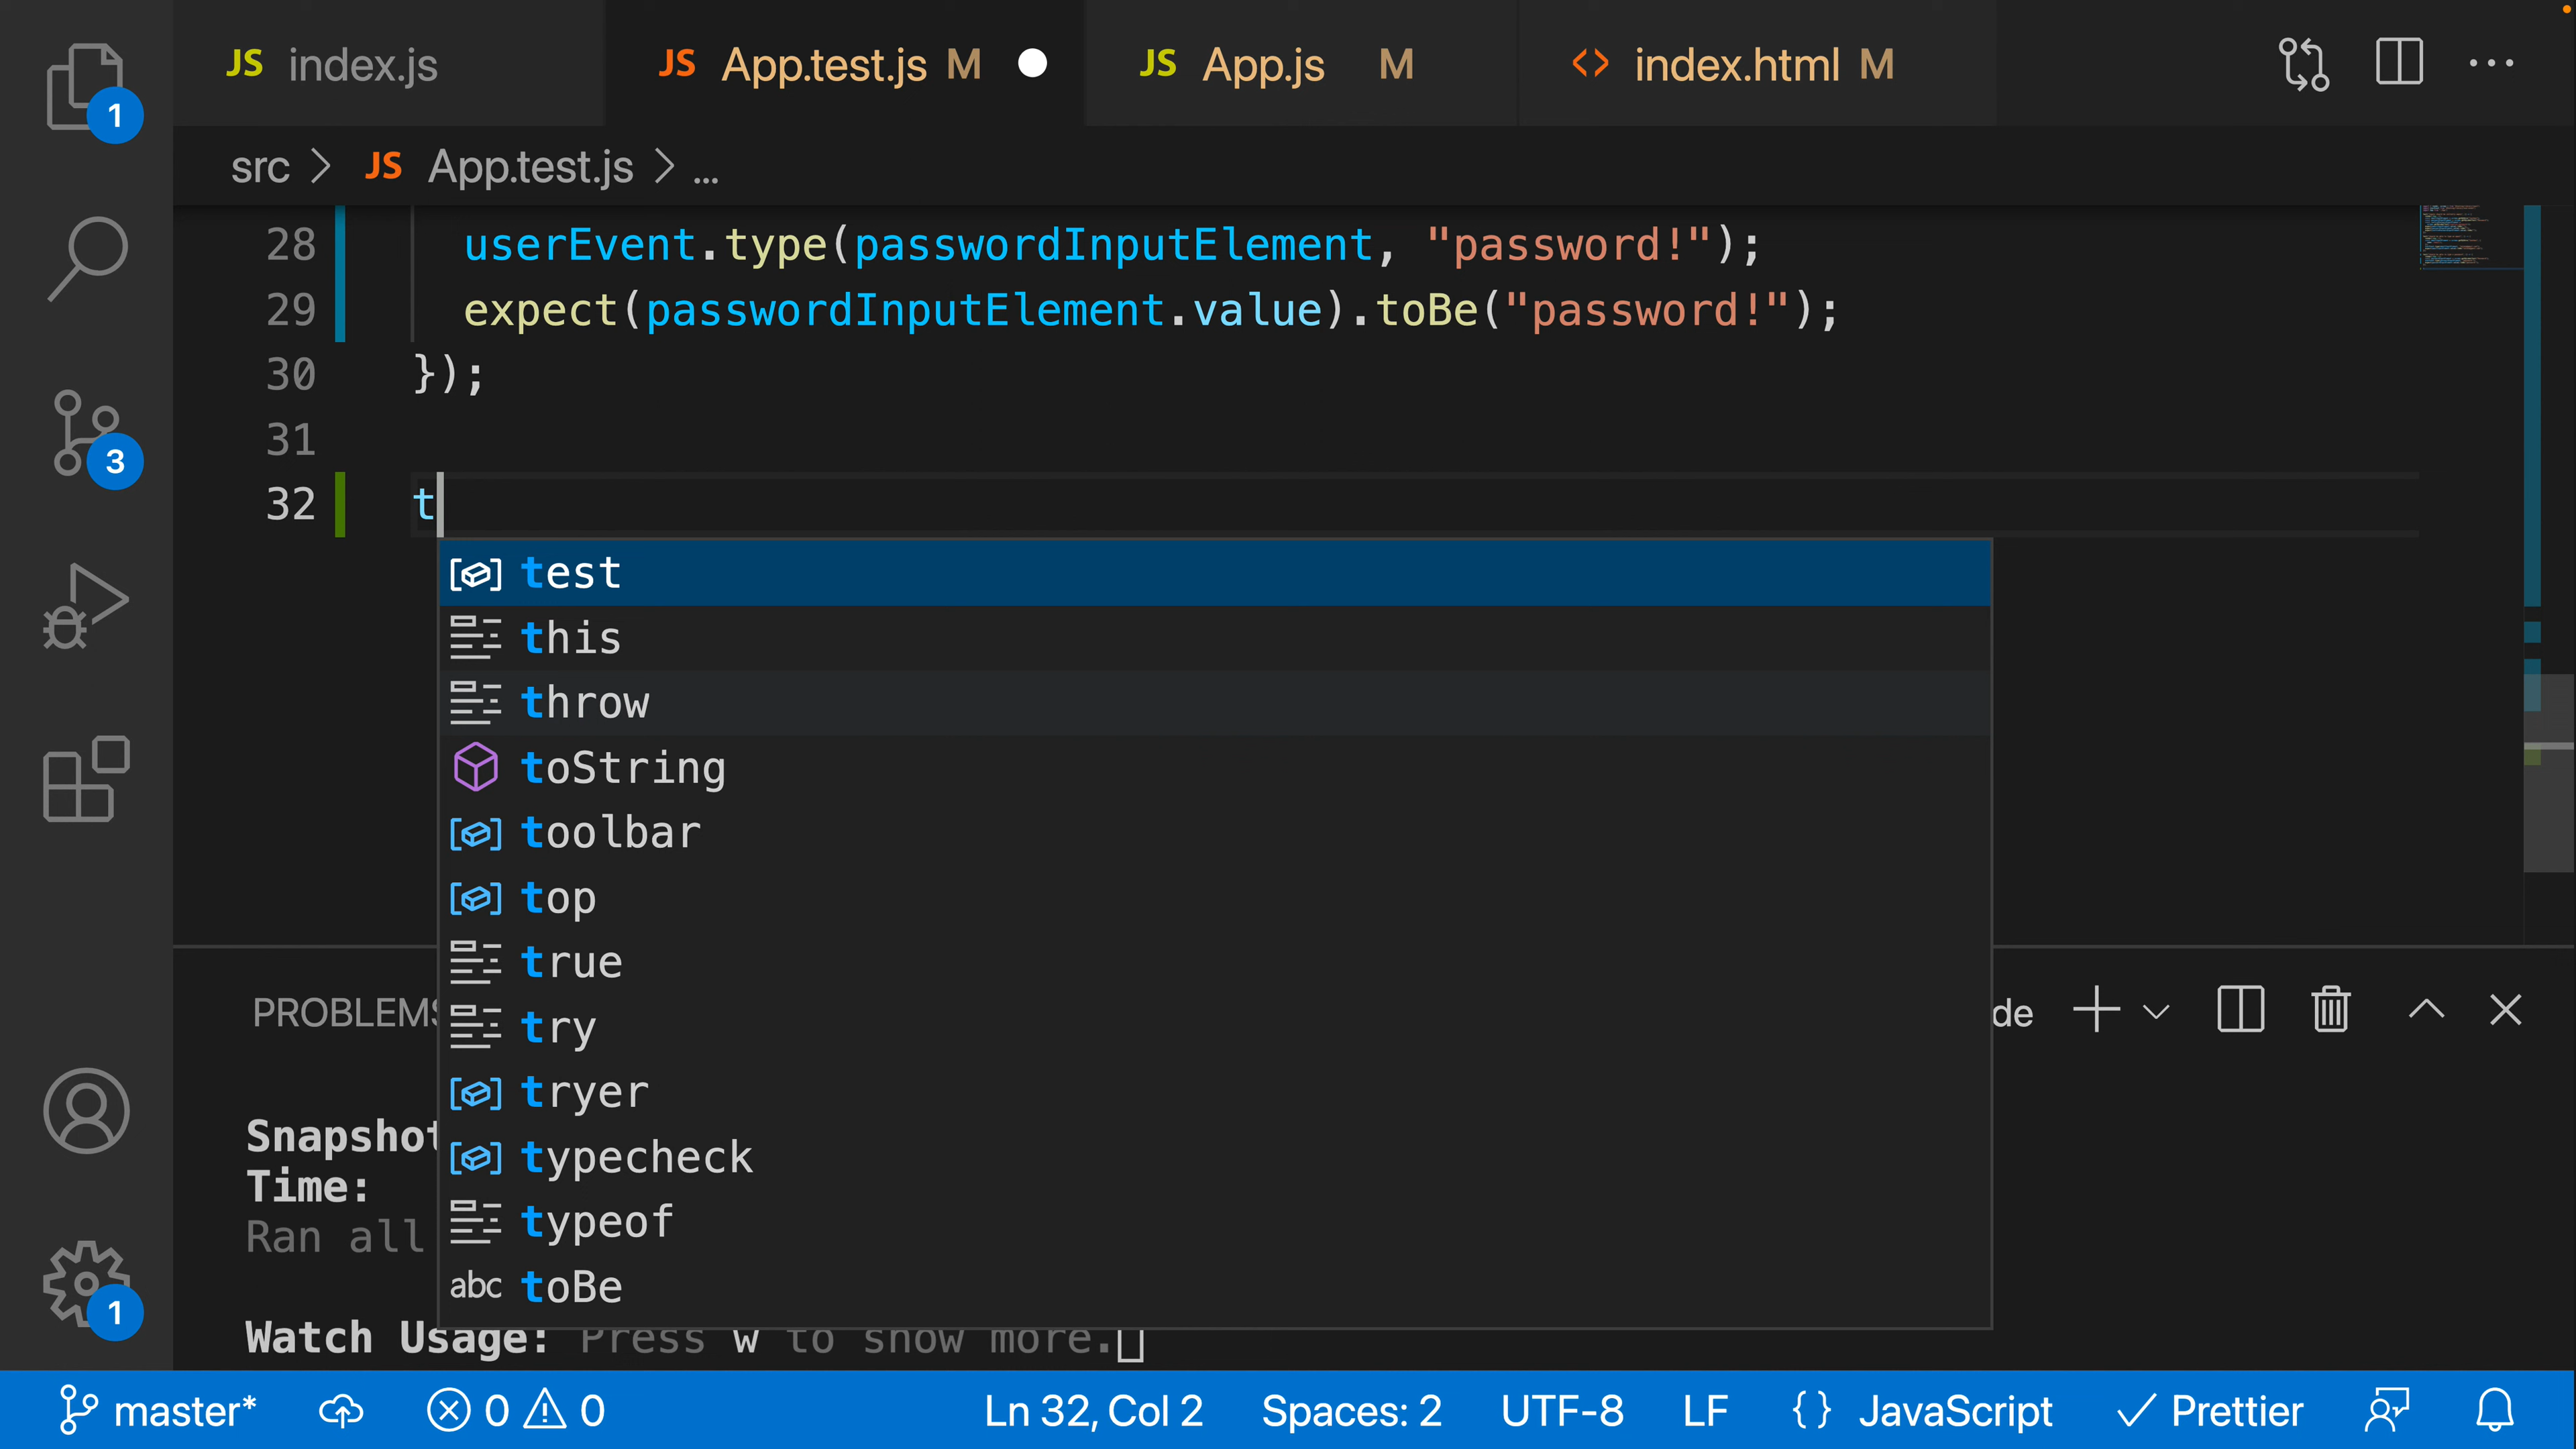 JS index.js JS App.test.js M JS App.js M <> index.html M
1
src > JS App.test.js > ...
28 userEvent.type(passwordInputElement, "password!");
29 expect(passwordInputElement.value).toBe("password!");
30 });
31
3
32 t
test
this
throw
toString
toolbar
top
true
try
tryer
typecheck
typeof
abc toBe
PROBLEMS de
Snapshot
Time:
Ran all
1
Watch Usage: Press w to show more.
master* 0 0 Ln 32, Col 2 Spaces: 2 UTF-8 LF {} JavaScript Prettier